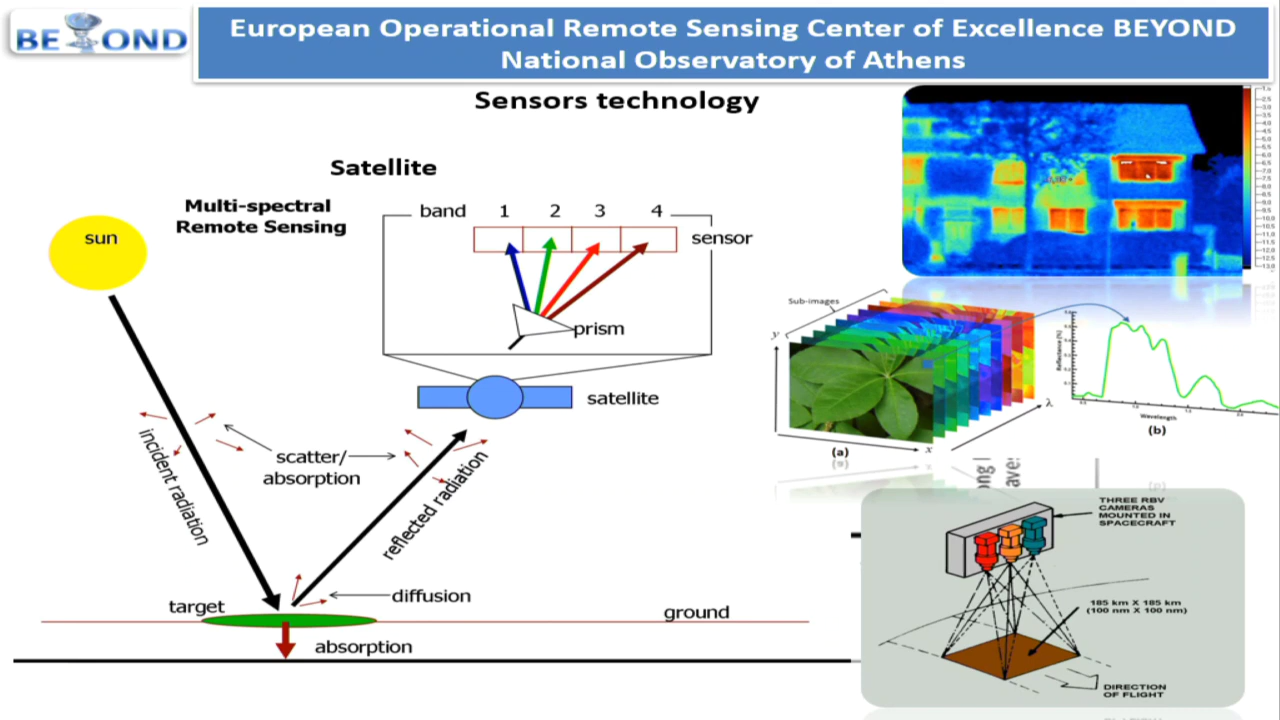 BEYOND
European Operational Remote Sensing Center of Excellence BEYOND
National Observatory of Athens
Sensors technology
Satellite
Multi-spectral
Remote Sensing
sun
band 1 2 3 4
sensor
prism
satellite
incident radiation
scatter/
absorption
reflected radiation
target
diffusion
ground
absorption
Sub-images
y
x
λ
(a)
Reflectance (%)
Wavelength
(b)
THREE RBV
CAMERAS
MOUNTED IN
SPACECRAFT
185 km X 185 km
(100 nm X 100 nm)
DIRECTION
OF FLIGHT